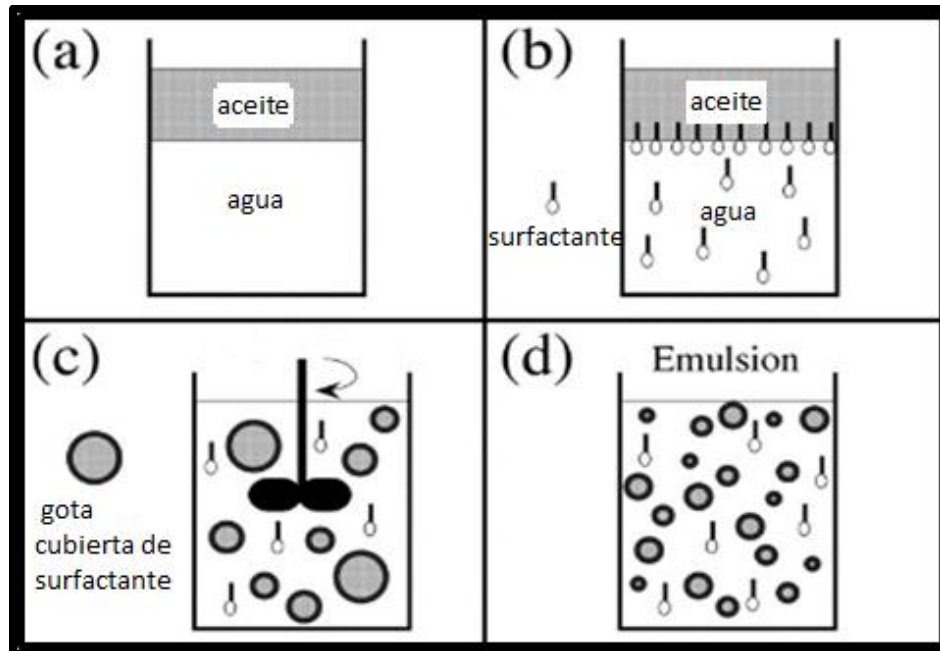 (a)
aceite
agua
(b)
aceite
agua
surfactante
(c)
gota
cubierta de
surfactante
(d)
Emulsion